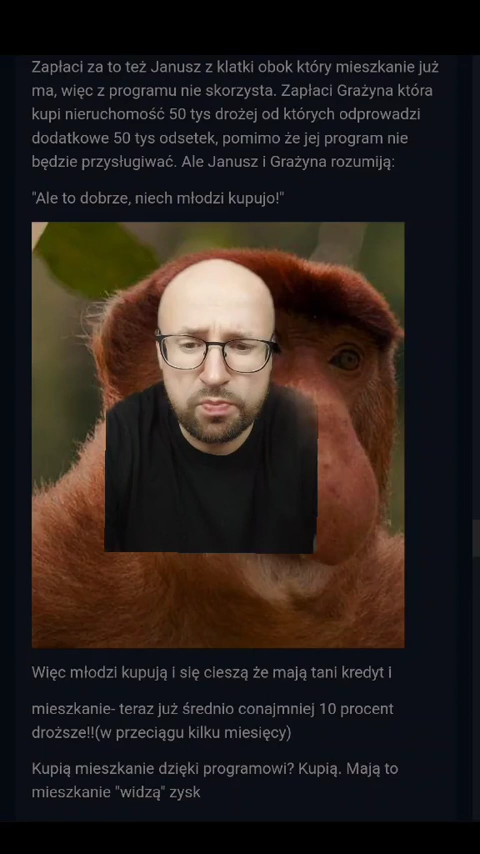 Zapłaci za to też Janusz z klatki obok który mieszkanie już
ma, więc z programu nie skorzysta. Zapłaci Grażyna która
kupi nieruchomość 50 tys drożej od których odprowadzi
dodatkowe 50 tys odsetek, pomimo że jej program nie
będzie przysługiwać. Ale Janusz i Grażyna rozumiją:
"Ale to dobrze, niech młodzi kupujo!"
Więc młodzi kupują i się cieszą że mają tani kredyt i
mieszkanie- teraz już średnio conajmniej 10 procent
droższe!!(w przeciągu kilku miesięcy)
Kupią mieszkanie dzięki programowi? Kupią. Mają to
mieszkanie "widzą" zysk